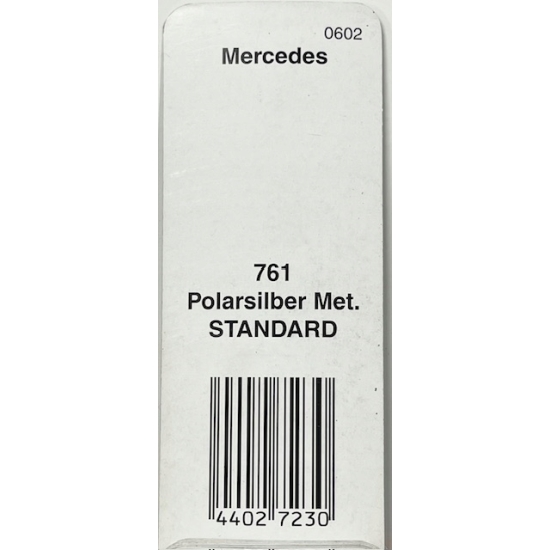 0602
Mercedes
761
Polarsilber Met.
STANDARD
4402 7230